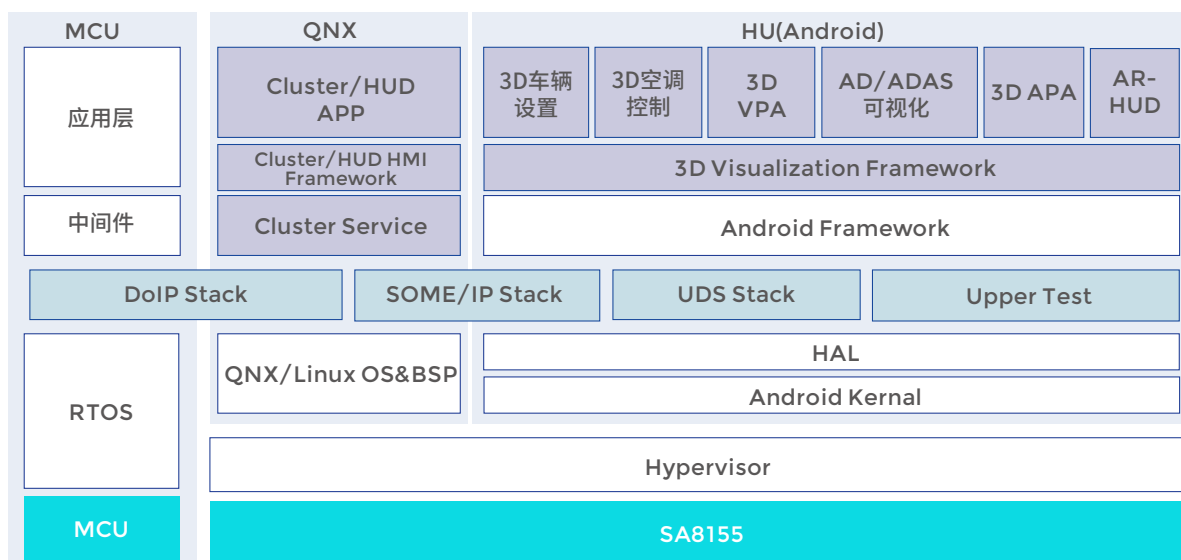 MCU
QNX
HU(Android)
应用层
Cluster/HUD
APP
3D车辆
设置
3D空调
控制
3D
VPA
AD/ADAS
可视化
3D APA
AR-
HUD
Cluster/HUD HMI
Framework
3D Visualization Framework
中间件
Cluster Service
Android Framework
DoIP Stack
SOME/IP Stack
UDS Stack
Upper Test
RTOS
QNX/Linux OS&BSP
HAL
Android Kernal
Hypervisor
MCU
SA8155